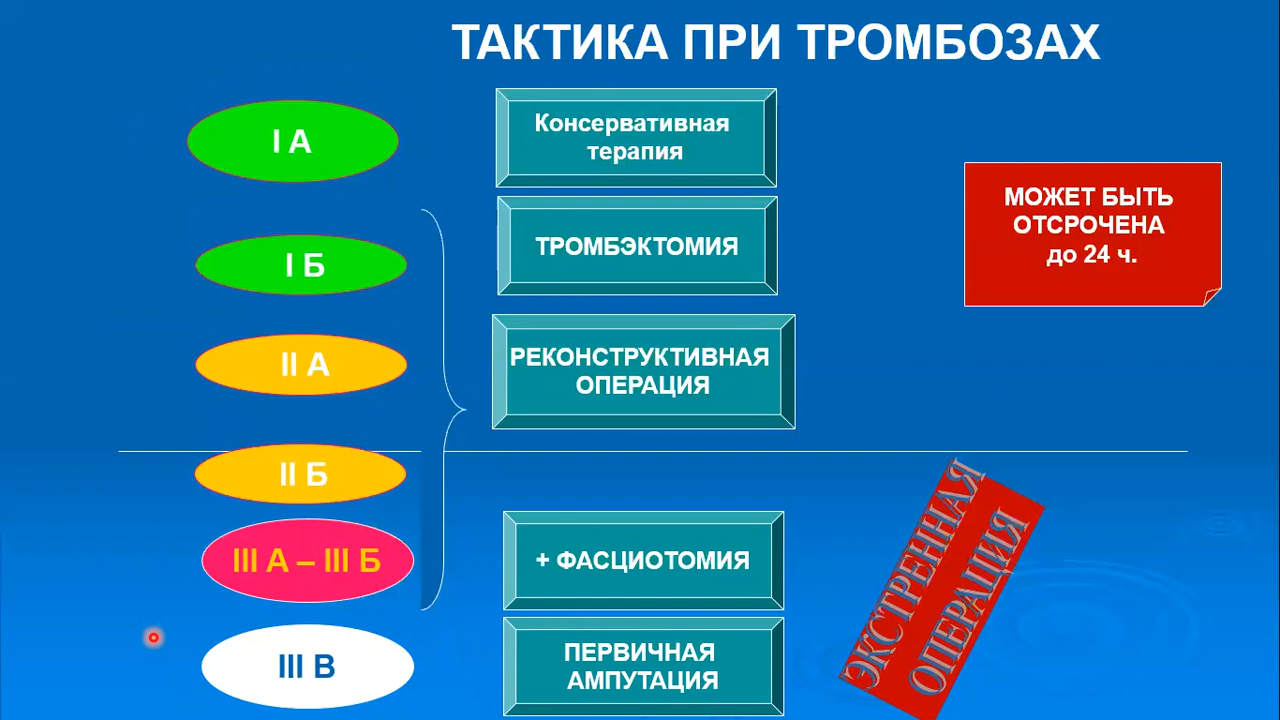 ТАКТИКА ПРИ ТРОМБОЗАХ
I А
Консервативная
терапия
МОЖЕТ БЫТЬ
ОТСРОЧЕНА
до 24 ч.
I Б
ТРОМБЭКТОМИЯ
II А
РЕКОНСТРУКТИВНАЯ
ОПЕРАЦИЯ
II Б
III А – III Б
+ ФАСЦИОТОМИЯ
ЭКСТРЕННАЯ
ОПЕРАЦИЯ
III В
ПЕРВИЧНАЯ
АМПУТАЦИЯ